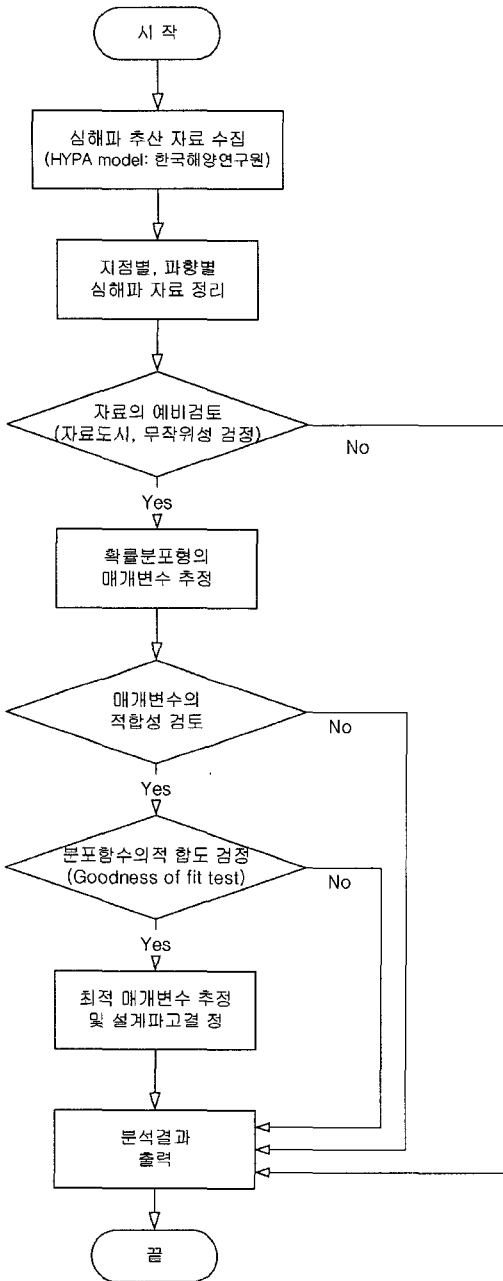 시 작
심해파 추산 자료 수집
(HYPA model: 한국해양연구원)
지점별, 파향별
심해파 자료 정리
자료의 예비검토
(자료도시, 무작위성 검정)
No
Yes
확률분포형의
매개변수 추정
매개변수의
적합성 검토
No
Yes
분포함수의적 합도 검정
(Goodness of fit test)
No
Yes
최적 매개변수 추정
및 설계파고결 정
분석결과
출력
끝